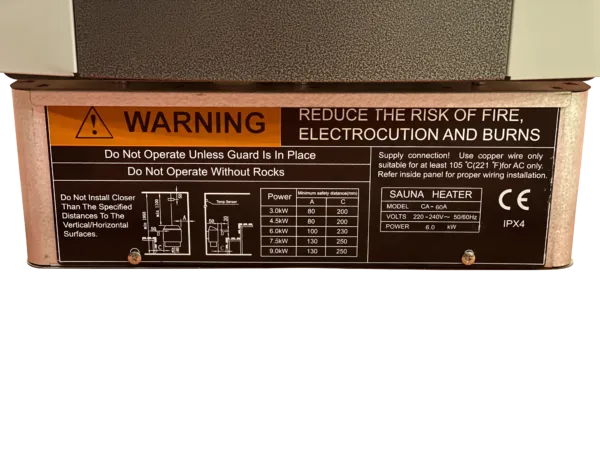 WARNING
REDUCE THE RISK OF FIRE,
ELECTROCUTION AND BURNS
Do Not Operate Unless Guard Is In Place
Do Not Operate Without Rocks
Do Not Install Closer
Than The Specified
Distances To The
Vertical/Horizontal
Surfaces.
Temp Sensor
Power Minimum safety distance(mm)
A C
3.0kW 80 200
4.5kW 80 200
6.0kW 100 230
7.5kW 130 250
9.0kW 130 250
Supply connection! Use copper wire only
suitable for at least 105 ℃(221 ℉)for AC only.
Refer inside panel for proper wiring installation.
SAUNA HEATER
MODEL CA-60A
VOLTS 220-240V~ 50/60Hz
POWER 6.0 kW
CE
IPX4